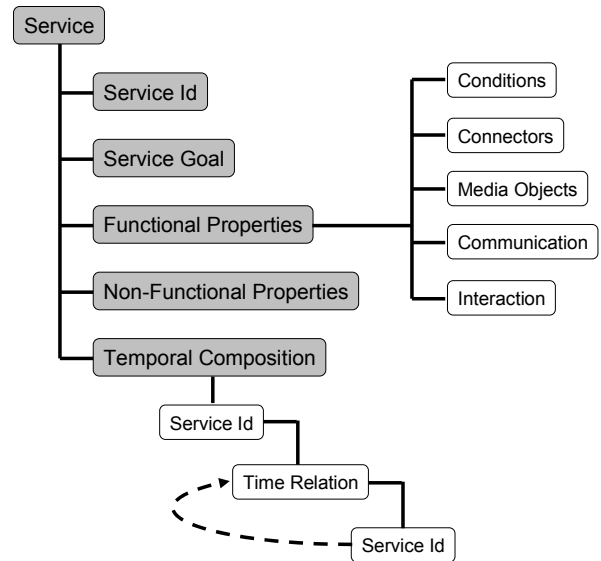 Service
Service Id
Service Goal
Functional Properties
Non-Functional Properties
Temporal Composition
Conditions
Connectors
Media Objects
Communication
Interaction
Service Id
Time Relation
Service Id